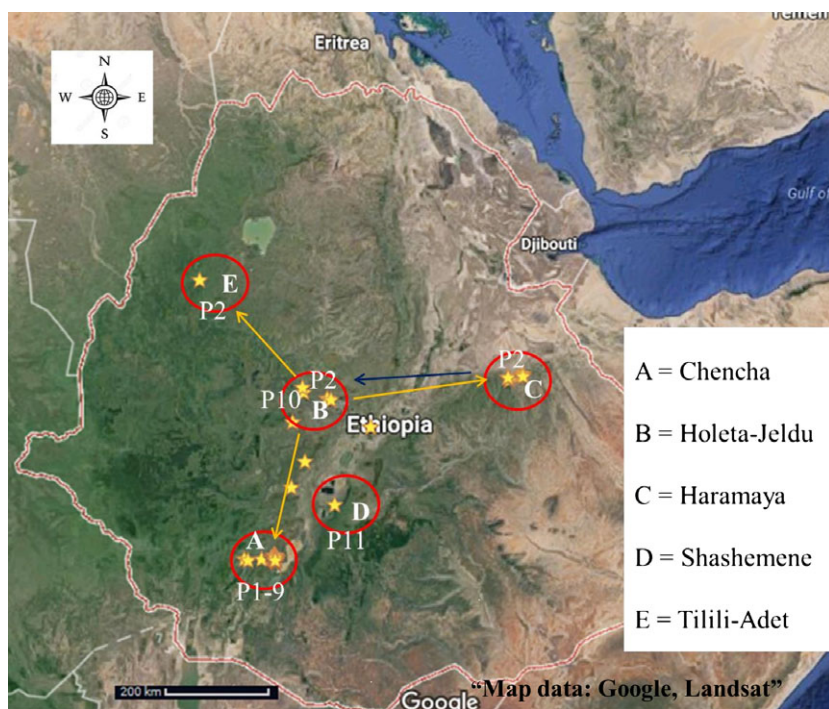 Yemen
Eritrea
N
W E
S
Gulf of
Djibouti
E
P2
P2
P10
B
P2
C
Ethiopia
A = Chencha
B = Holeta-Jeldu
C = Haramaya
D = Shashemene
E = Tilili-Adet
D
P11
A
P1-9
200 km
Google
“Map data: Google, Landsat”